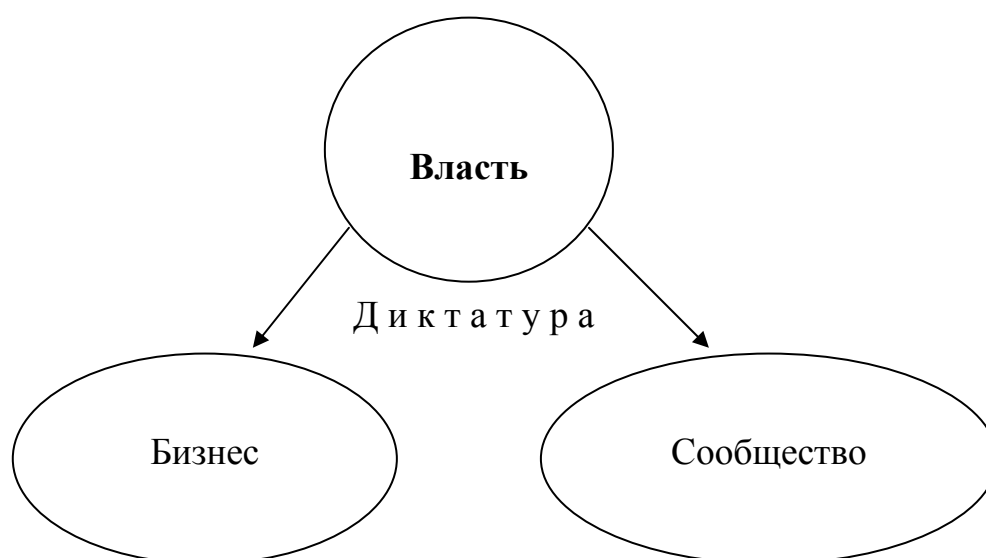 Власть
Д и к т а т у р а
Бизнес
Сообщество